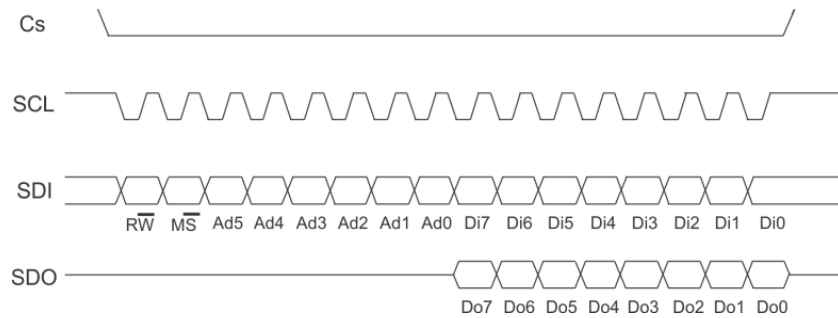 Cs
SCL
SDI
RW MS Ad5 Ad4 Ad3 Ad2 Ad1 Ad0 Di7 Di6 Di5 Di4 Di3 Di2 Di1 Di0
SDO
Do7 Do6 Do5 Do4 Do3 Do2 Do1 Do0